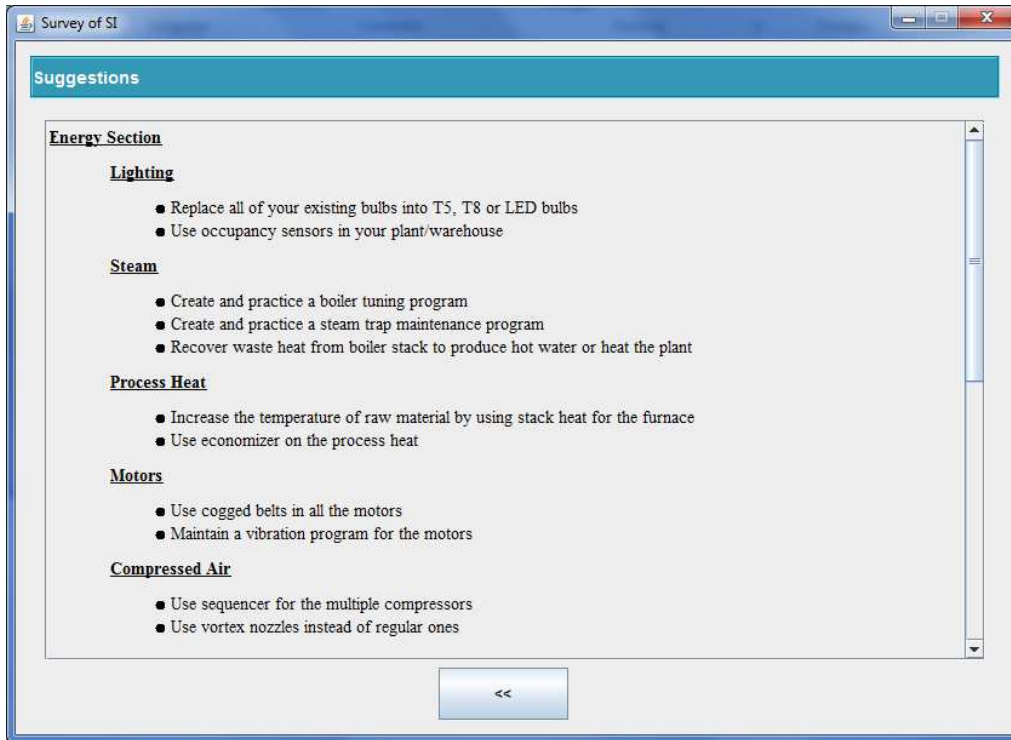 Survey of SI
Suggestions
Energy Section
Lighting
Replace all of your existing bulbs into T5, T8 or LED bulbs
Use occupancy sensors in your plant/warehouse
Steam
Create and practice a boiler tuning program
Create and practice a steam trap maintenance program
Recover waste heat from boiler stack to produce hot water or heat the plant
Process Heat
Increase the temperature of raw material by using stack heat for the furnace
Use economizer on the process heat
Motors
Use cogged belts in all the motors
Maintain a vibration program for the motors
Compressed Air
Use sequencer for the multiple compressors
Use vortex nozzles instead of regular ones
<<